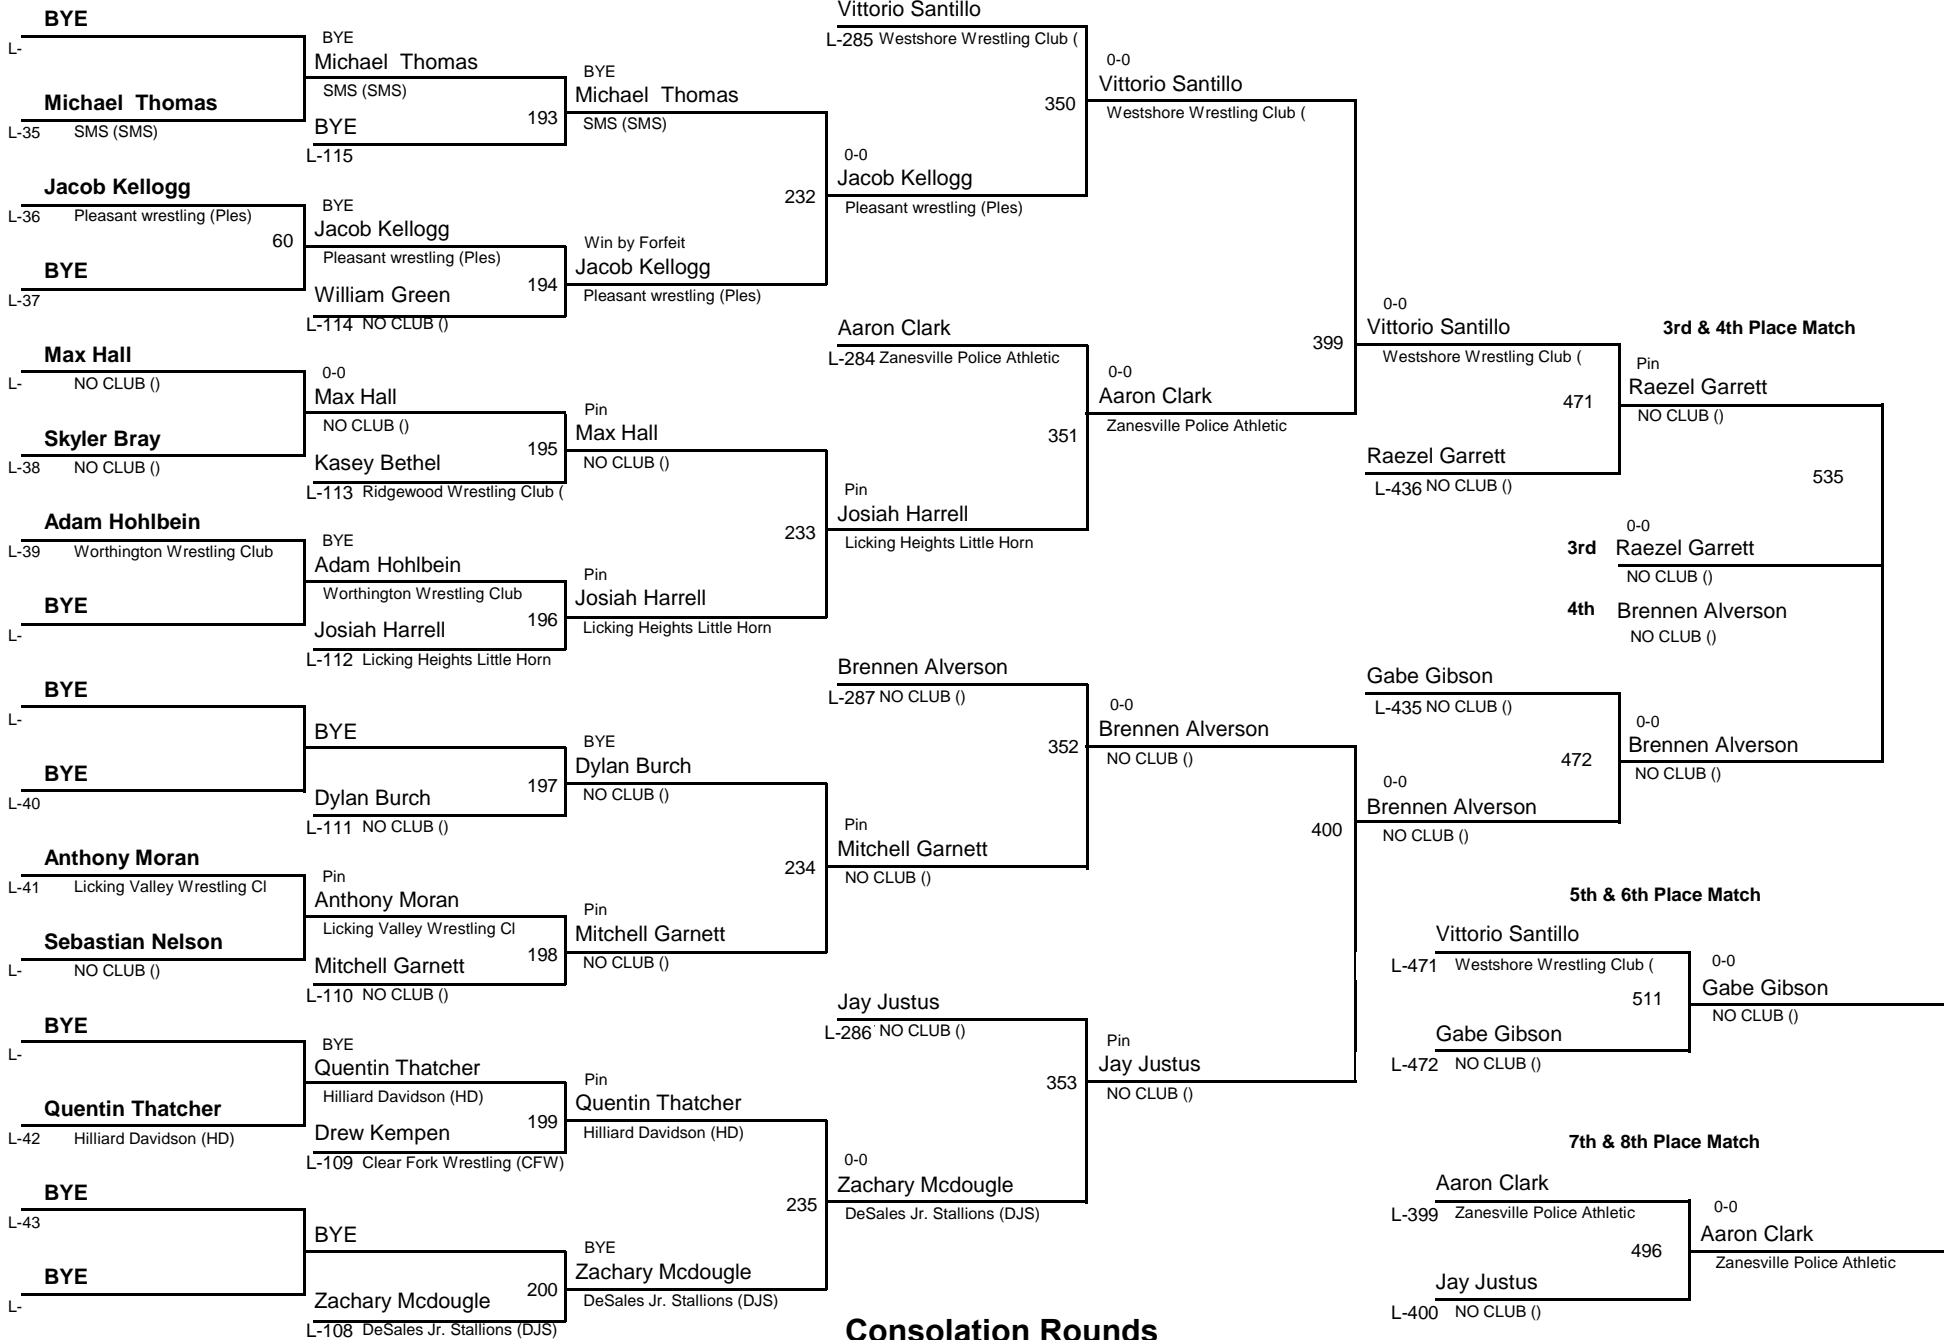 BYE
L-
Michael  Thomas
L-35 SMS (SMS)
Jacob Kellogg
L-36 Pleasant wrestling (Ples)
60
BYE
L-37
Max Hall
L- NO CLUB ()
Skyler Bray
L-38 NO CLUB ()
Adam Hohlbein
L-39 Worthington Wrestling Club
BYE
L-
BYE
L-
BYE
L-40
Anthony Moran
L-41 Licking Valley Wrestling Cl
Sebastian Nelson
L- NO CLUB ()
BYE
L-
Quentin Thatcher
L-42 Hilliard Davidson (HD)
BYE
L-43
BYE
L-
BYE
Michael  Thomas
SMS (SMS)
193
BYE
L-115
BYE
Jacob Kellogg
Pleasant wrestling (Ples)
William Green 194
L-114 NO CLUB ()
0-0
Max Hall
NO CLUB ()
195
Kasey Bethel
L-113 Ridgewood Wrestling Club (
BYE
Adam Hohlbein
Worthington Wrestling Club
196
Josiah Harrell
L-112 Licking Heights Little Horn
BYE
197
Dylan Burch
L-111 NO CLUB ()
Pin
Anthony Moran
Licking Valley Wrestling Cl
198
Mitchell Garnett
L-110 NO CLUB ()
BYE
Quentin Thatcher
Hilliard Davidson (HD)
199
Drew Kempen
L-109 Clear Fork Wrestling (CFW)
BYE
200
Zachary Mcdougle
L-108 DeSales Jr. Stallions (DJS)
BYE
Michael  Thomas
SMS (SMS)
232
Win by Forfeit
Jacob Kellogg
Pleasant wrestling (Ples)
Pin
Max Hall
NO CLUB ()
233
Pin
Josiah Harrell
Licking Heights Little Horn
BYE
Dylan Burch
NO CLUB ()
234
Pin
Mitchell Garnett
NO CLUB ()
Pin
Quentin Thatcher
Hilliard Davidson (HD)
235
BYE
Zachary Mcdougle
DeSales Jr. Stallions (DJS)
Vittorio Santillo
L-285 Westshore Wrestling Club (
350
0-0
Jacob Kellogg
Pleasant wrestling (Ples)
Aaron Clark
L-284 Zanesville Police Athletic
351
Pin
Josiah Harrell
Licking Heights Little Horn
Brennen Alverson
L-287 NO CLUB ()
352
Pin
Mitchell Garnett
NO CLUB ()
Jay Justus
L-286 NO CLUB ()
353
0-0
Zachary Mcdougle
DeSales Jr. Stallions (DJS)
0-0
Vittorio Santillo
Westshore Wrestling Club (
399
0-0
Aaron Clark
Zanesville Police Athletic
0-0
Brennen Alverson
NO CLUB ()
400
Pin
Jay Justus
NO CLUB ()
0-0
Vittorio Santillo
Westshore Wrestling Club (
471
Raezel Garrett
L-436 NO CLUB ()
Gabe Gibson
L-435 NO CLUB ()
472
0-0
Brennen Alverson
NO CLUB ()
3rd & 4th Place Match
Pin
Raezel Garrett
NO CLUB ()
535
0-0
3rd Raezel Garrett
NO CLUB ()
4th Brennen Alverson
NO CLUB ()
0-0
Brennen Alverson
NO CLUB ()
5th & 6th Place Match
Vittorio Santillo
L-471 Westshore Wrestling Club (
511
Gabe Gibson
L-472 NO CLUB ()
0-0
Gabe Gibson
NO CLUB ()
7th & 8th Place Match
Aaron Clark
L-399 Zanesville Police Athletic
496
Jay Justus
L-400 NO CLUB ()
0-0
Aaron Clark
Zanesville Police Athletic
Consolation Rounds